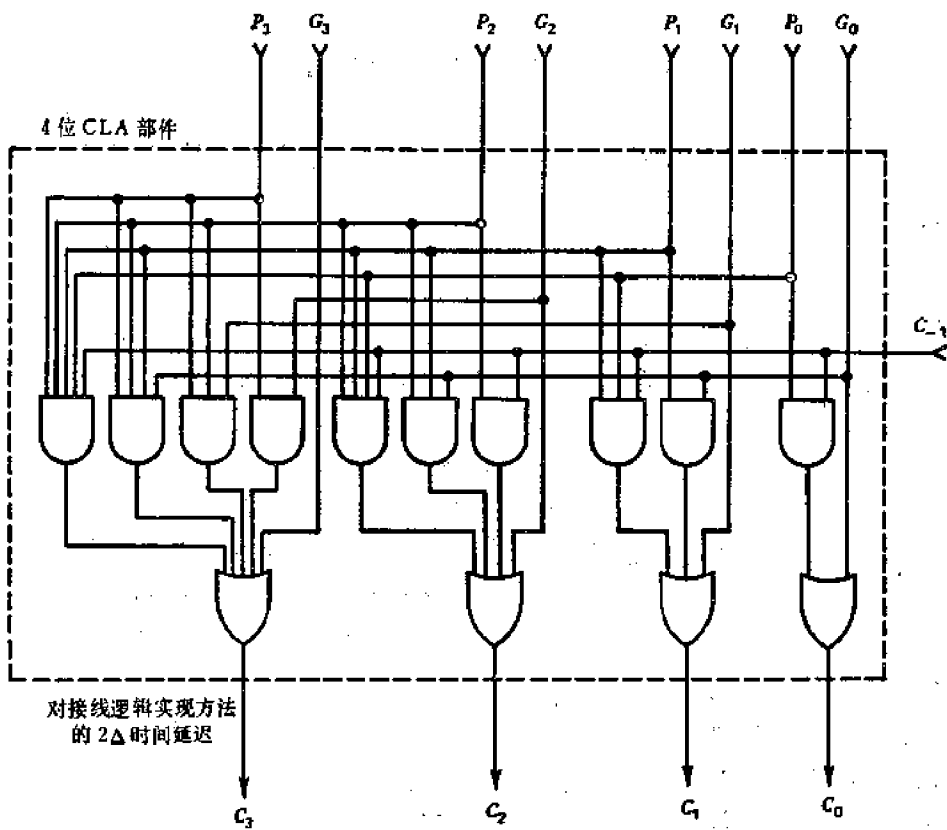 P₃ G₃ P₂ G₂ P₁ G₁ P₀ G₀
4位CLA部件
C₋₁
对接线逻辑实现方法
的2Δ时间延迟
C₃ C₂ C₁ C₀